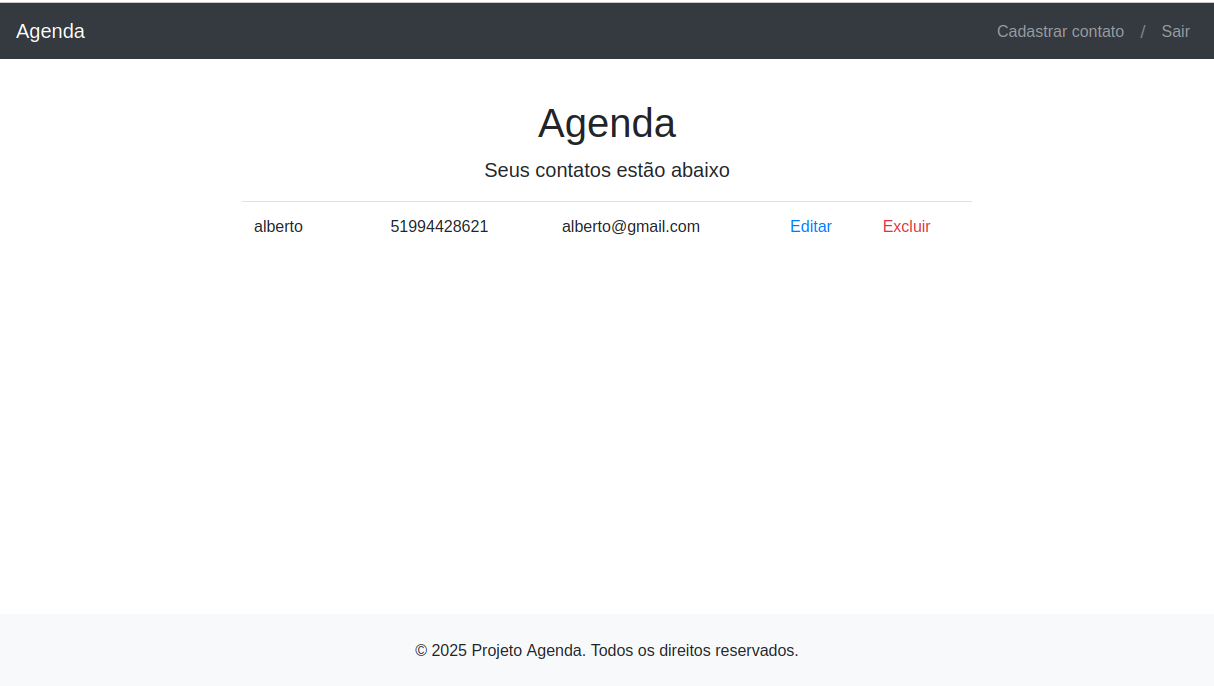 Agenda Cadastrar contato / Sair
Agenda
Seus contatos estão abaixo
alberto 51994428621 alberto@gmail.com Editar Excluir
© 2025 Projeto Agenda. Todos os direitos reservados.